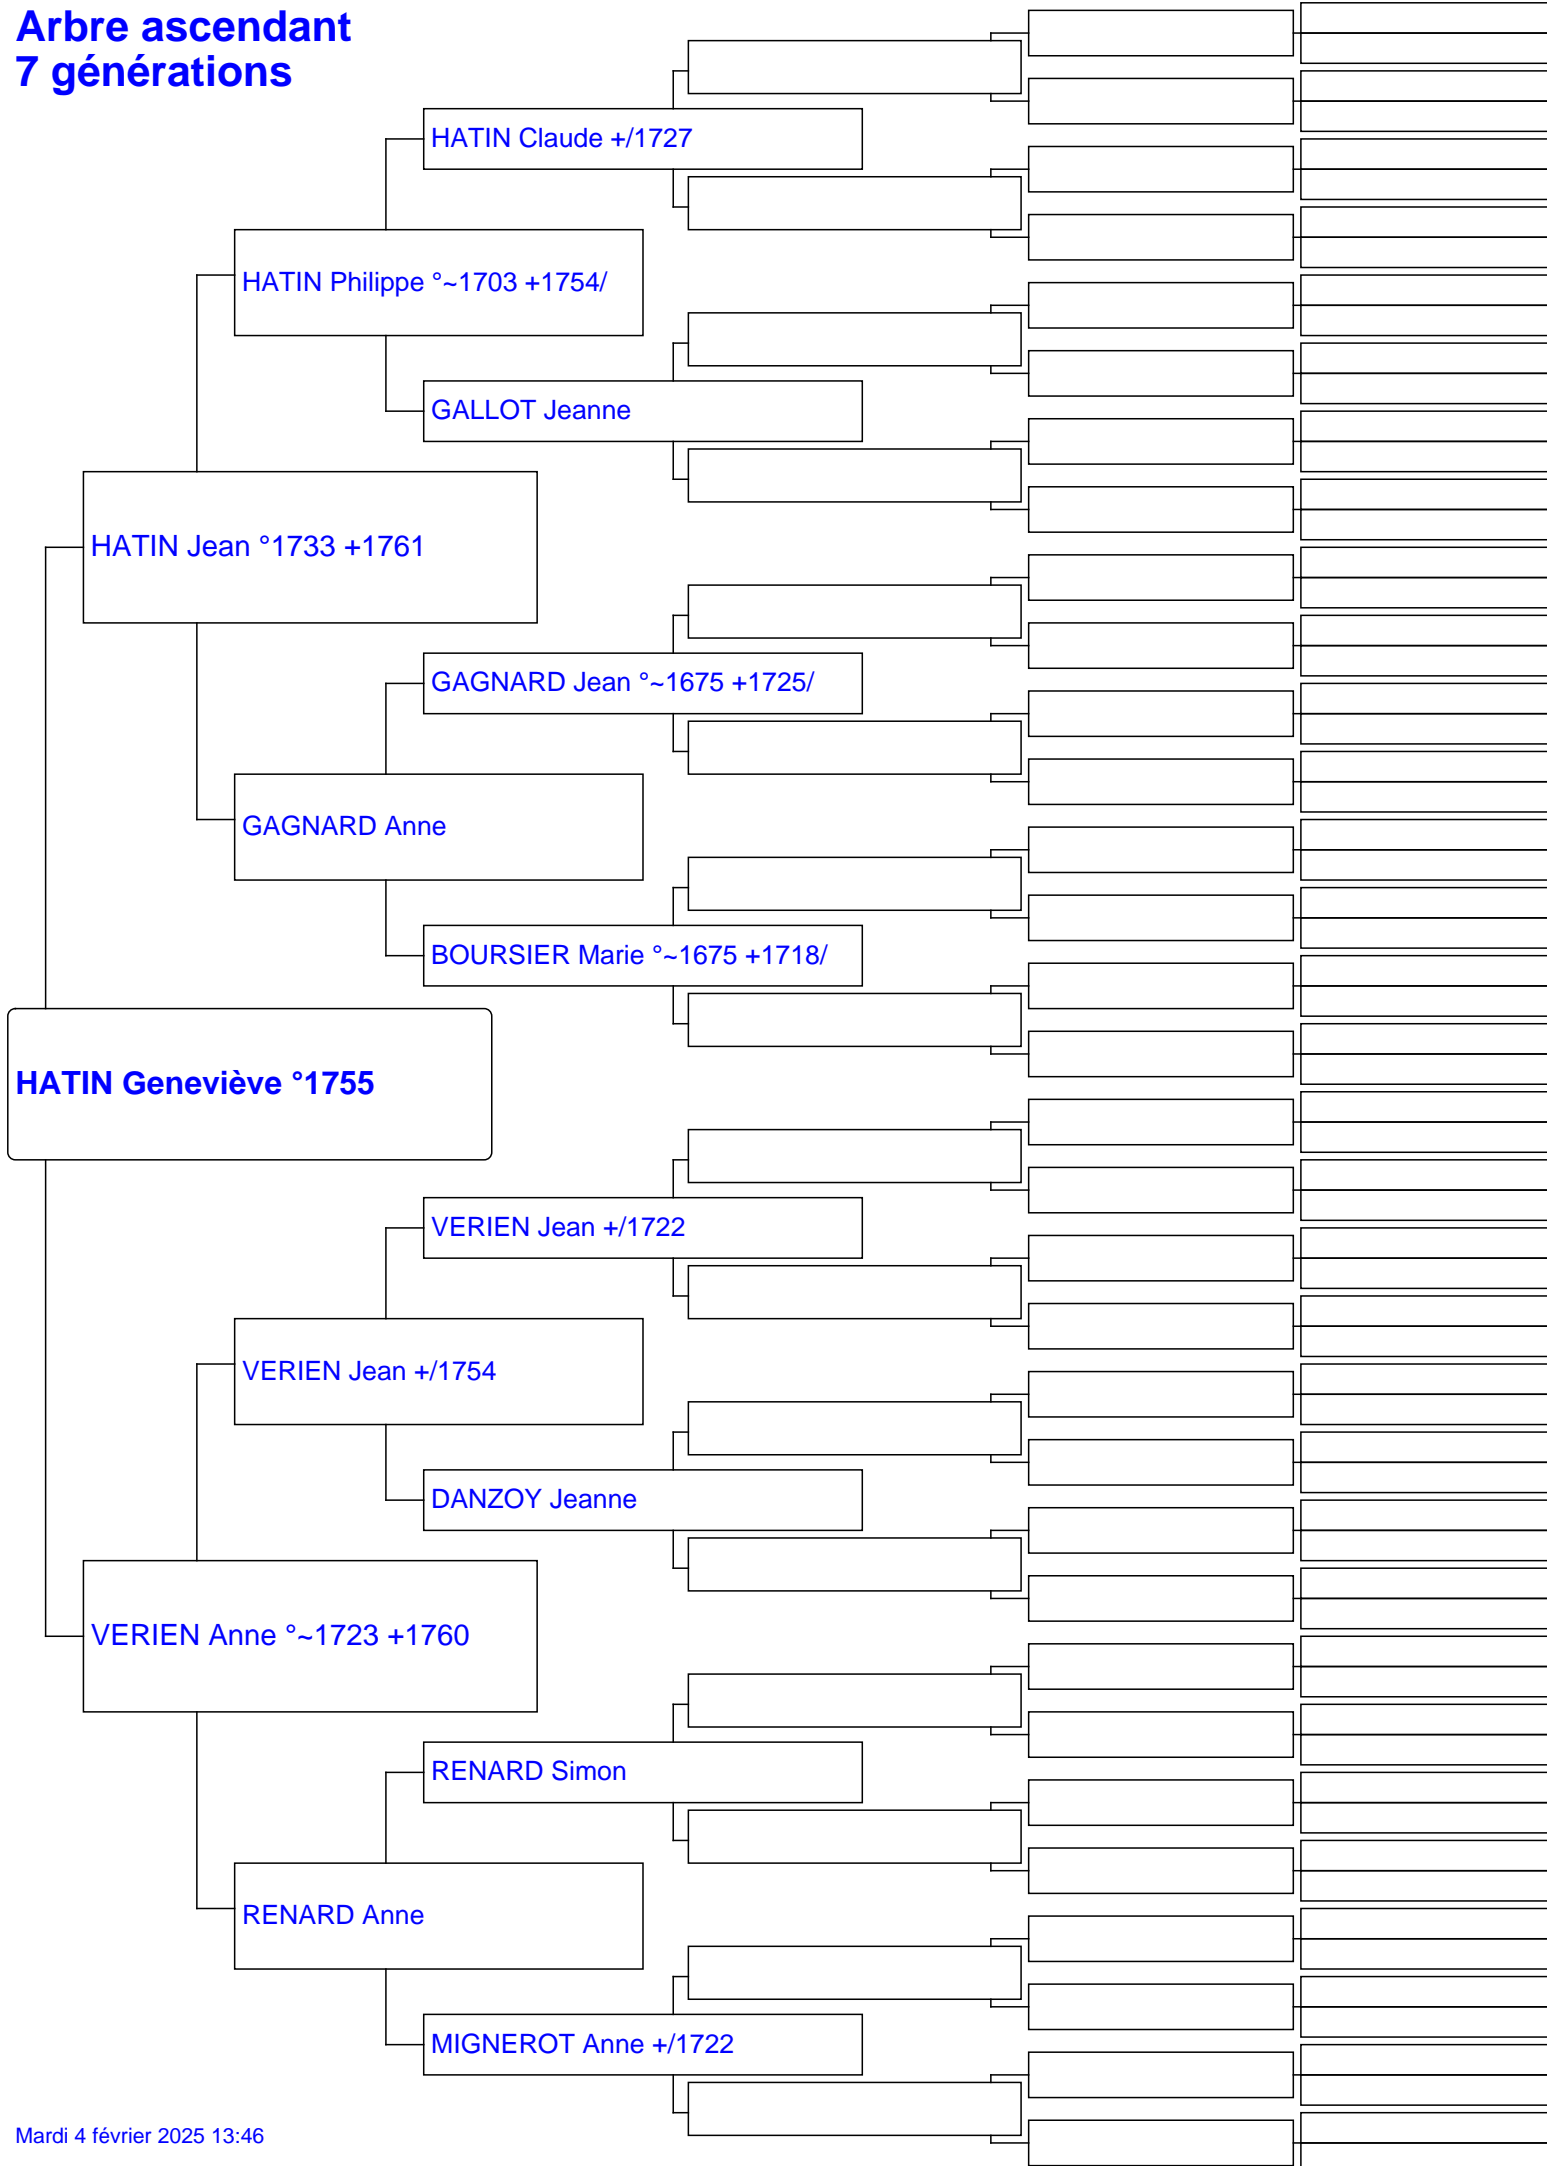 Arbre ascendant
7 générations
HATIN Claude +/1727
HATIN Philippe °~1703 +1754/
GALLOT Jeanne
HATIN Jean °1733 +1761
GAGNARD Jean °~1675 +1725/
GAGNARD Anne
BOURSIER Marie °~1675 +1718/
HATIN Geneviève °1755
VERIEN Jean +/1722
VERIEN Jean +/1754
DANZOY Jeanne
VERIEN Anne °~1723 +1760
RENARD Simon
RENARD Anne
MIGNEROT Anne +/1722
Mardi 4 février 2025 13:46